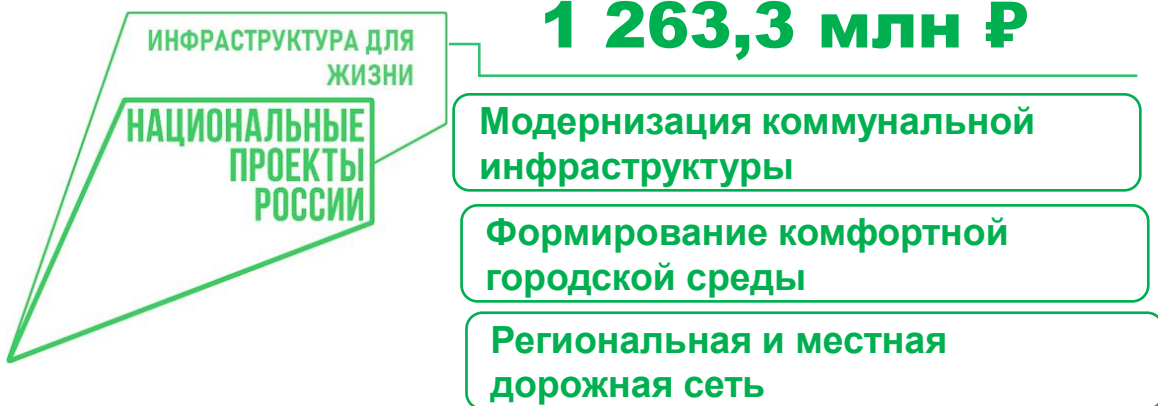 ИНФРАСТРУКТУРА ДЛЯ
ЖИЗНИ
НАЦИОНАЛЬНЫЕ
ПРОЕКТЫ
РОССИИ
1 263,3 млн ₽
Модернизация коммунальной
инфраструктуры
Формирование комфортной
городской среды
Региональная и местная
дорожная сеть